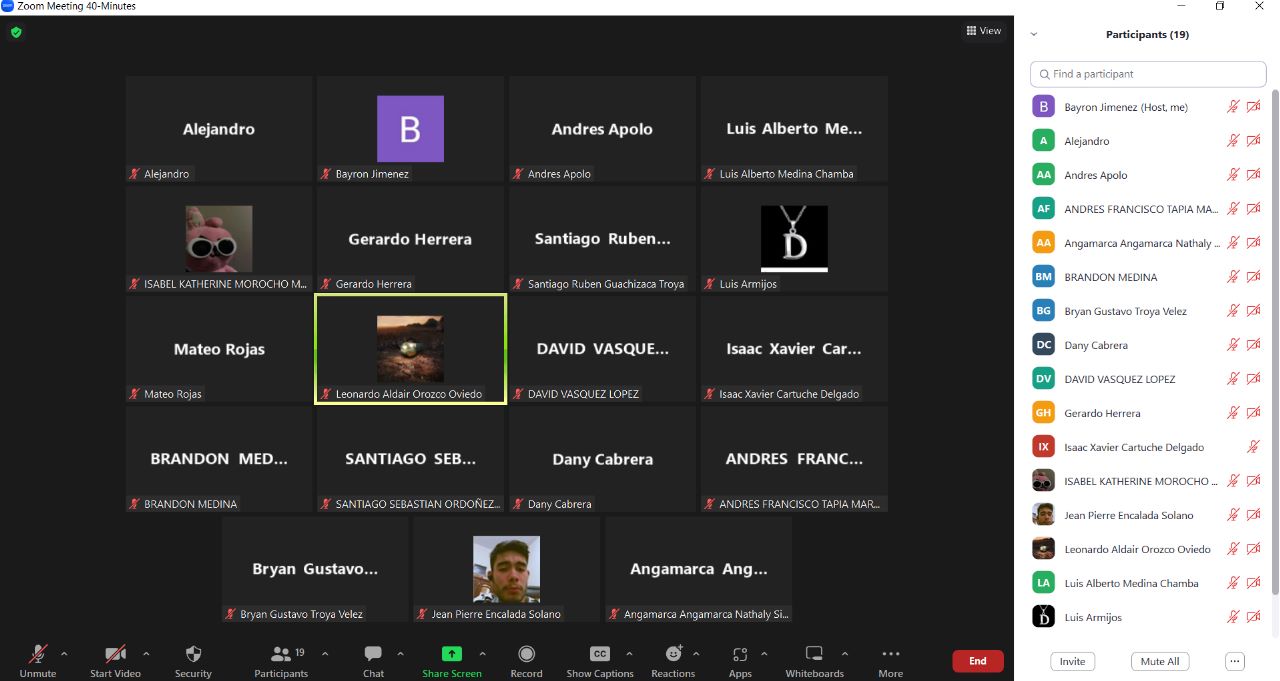 zoom Zoom Meeting 40-Minutes
View
Alejandro
Alejandro
B
Bayron Jimenez
Andres Apolo
Andres Apolo
Luis Alberto Me...
Luis Alberto Medina Chamba
ISABEL KATHERINE MOROCHO M...
Gerardo Herrera
Gerardo Herrera
Santiago Ruben...
Santiago Ruben Guachizaca Troya
D
Luis Armijos
Mateo Rojas
Mateo Rojas
Leonardo Aldair Orozco Oviedo
DAVID VASQUE...
DAVID VASQUEZ LOPEZ
Isaac Xavier Car...
Isaac Xavier Cartuche Delgado
BRANDON MED...
BRANDON MEDINA
SANTIAGO SEB...
SANTIAGO SEBASTIAN ORDOÑEZ...
Dany Cabrera
Dany Cabrera
ANDRES FRANC...
ANDRES FRANCISCO TAPIA MAR...
Bryan Gustavo...
Bryan Gustavo Troya Velez
Jean Pierre Encalada Solano
Angamarca Ang...
Angamarca Angamarca Nathaly Si...
Unmute
Start Video
Security
19
Participants
Chat
Share Screen
Record
CC
Show Captions
Reactions
Apps
Whiteboards
More
End
Participants (19)
Find a participant
B Bayron Jimenez (Host, me)
A Alejandro
AA Andres Apolo
AF ANDRES FRANCISCO TAPIA MA...
AA Angamarca Angamarca Nathaly ...
BM BRANDON MEDINA
BG Bryan Gustavo Troya Velez
DC Dany Cabrera
DV DAVID VASQUEZ LOPEZ
GH Gerardo Herrera
IX Isaac Xavier Cartuche Delgado
ISABEL KATHERINE MOROCHO ...
Jean Pierre Encalada Solano
Leonardo Aldair Orozco Oviedo
LA Luis Alberto Medina Chamba
D Luis Armijos
Invite
Mute All
...